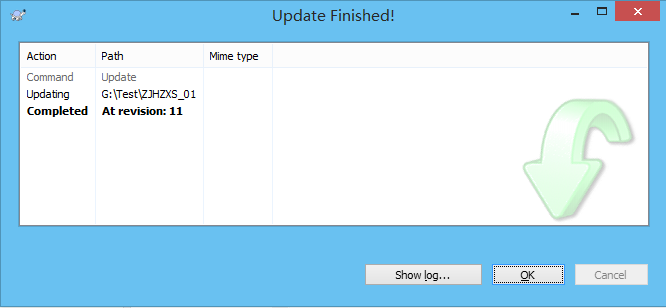 Update Finished!
Action Path Mime type
Command Update
Updating G:\Test\ZJHZXS_01
Completed At revision: 11
Show log... OK Cancel